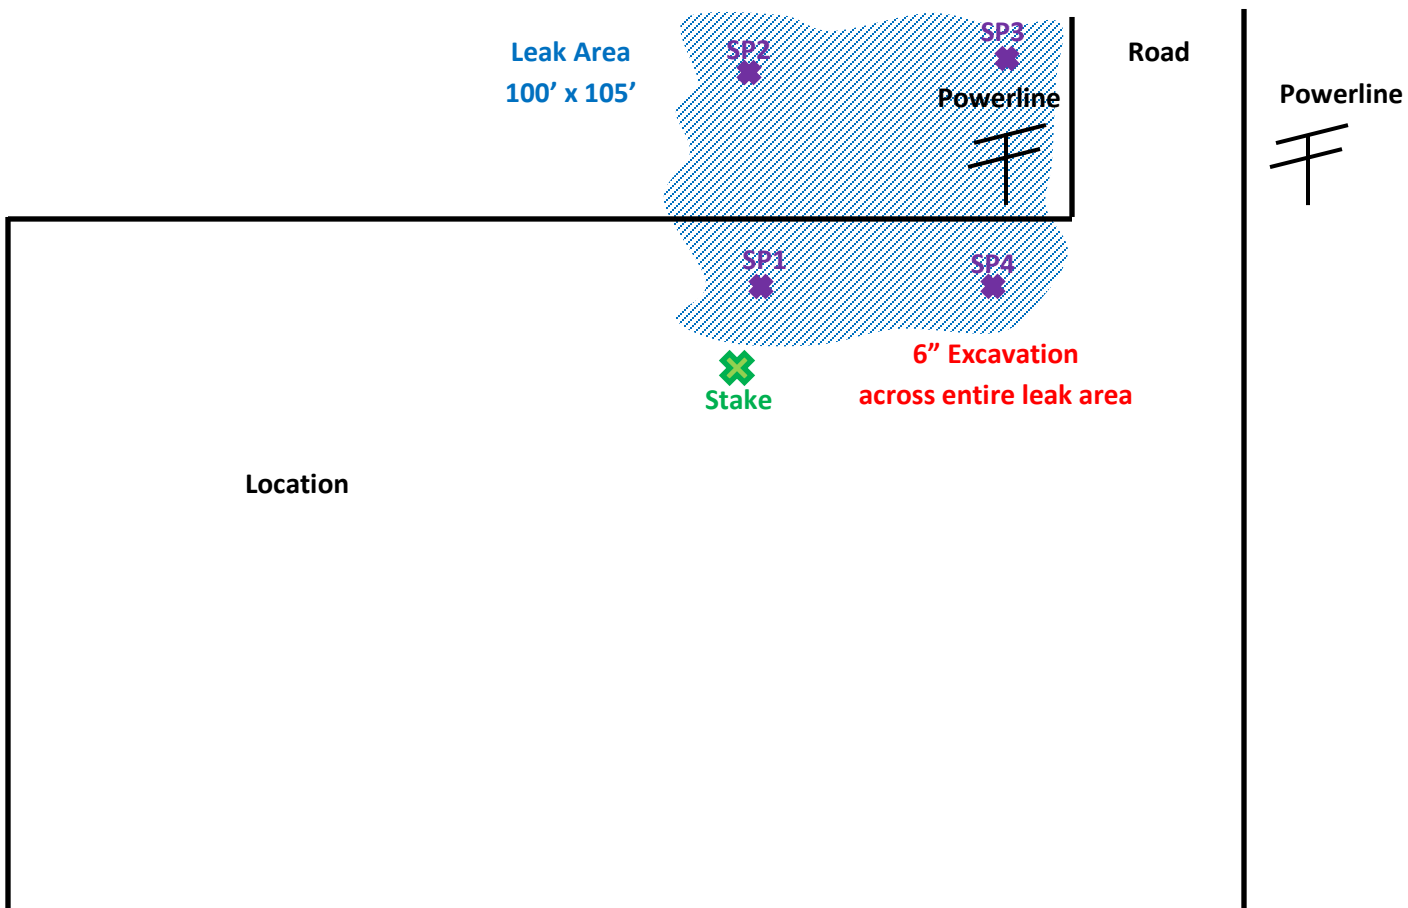 SP3
SP2
Leak Area
Road
100’ x 105’
Powerline
Powerline
SP1
SP4
6” Excavation
across entire leak area
Stake
Location